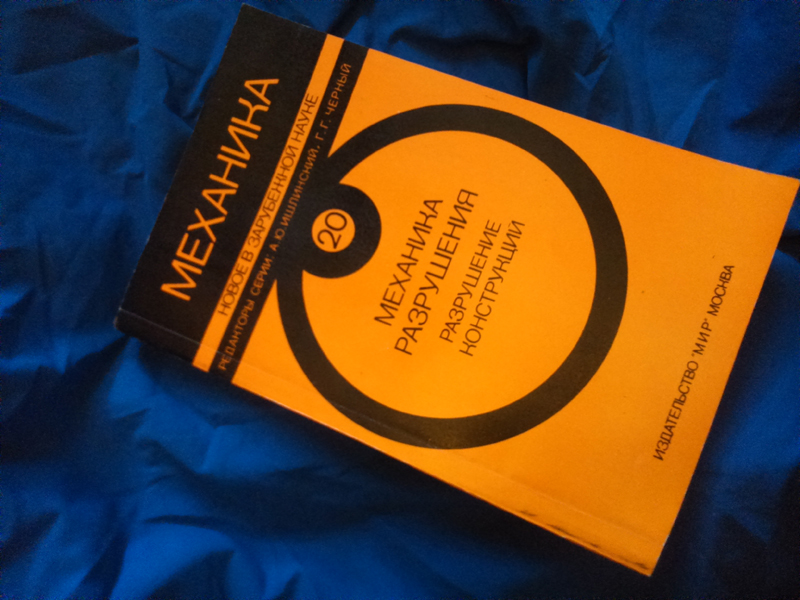 МЕХАНИКА
НОВОЕ В ЗАРУБЕЖНОЙ НАУКЕ
РЕДАКТОРЫ СЕРИИ: А.Ю.ИШЛИНСКИЙ, Г.Г.ЧЕРНЫЙ
20
МЕХАНИКА
РАЗРУШЕНИЯ
РАЗРУШЕНИЕ
КОНСТРУКЦИЙ
ИЗДАТЕЛЬСТВО "МИР" МОСКВА